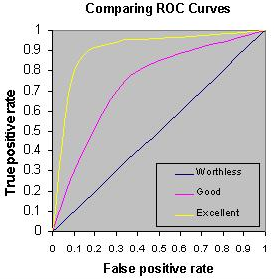 Comparing ROC Curves
True positive rate
1
0.9
0.8
0.7
0.6
0.5
0.4
0.3
0.2
0.1
0
Worthless
Good
Excellent
0 0.1 0.2 0.3 0.4 0.5 0.6 0.7 0.8 0.9 1
False positive rate